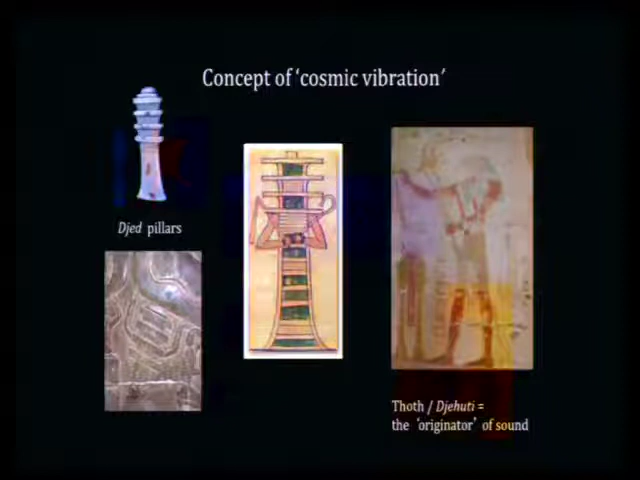 Concept of ‘cosmic vibration’
Djed pillars
Thoth / Djehuti =
the ‘originator’ of sound